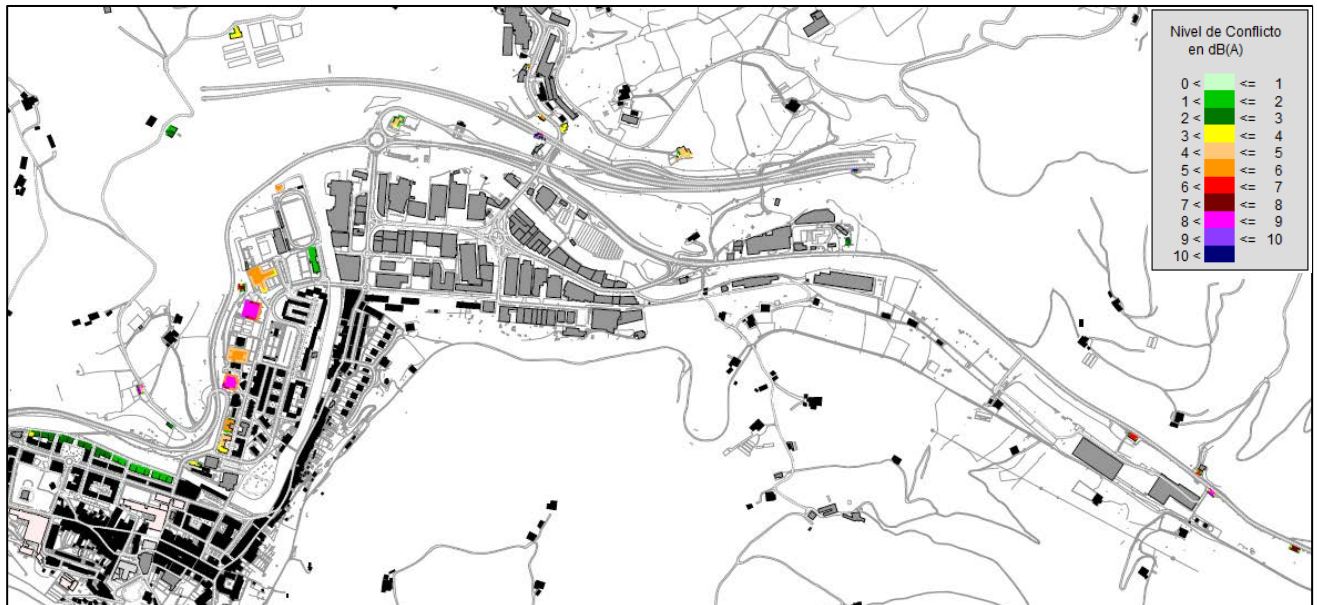 Nivel de Conflicto
en dB(A)
0 < <= 1
1 < <= 2
2 < <= 3
3 < <= 4
4 < <= 5
5 < <= 6
6 < <= 7
7 < <= 8
8 < <= 9
9 < <= 10
10 <